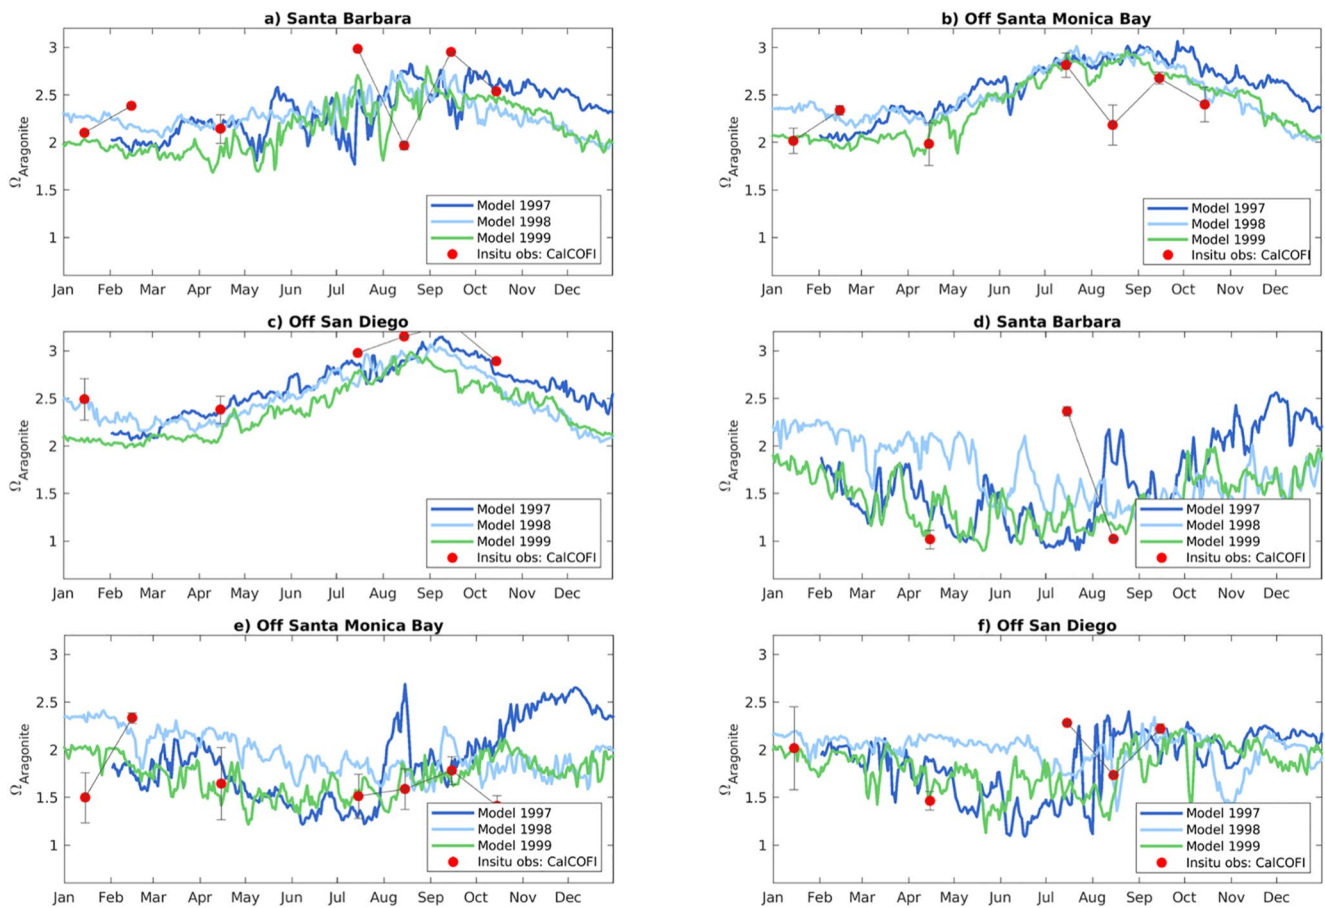 a) Santa Barbara
3
2.5
2
1.5
1
Ω Aragonite
Model 1997
Model 1998
Model 1999
Insitu obs: CalCOFI
Jan Feb Mar Apr May Jun Jul Aug Sep Oct Nov Dec
b) Off Santa Monica Bay
3
2.5
2
1.5
1
Ω Aragonite
Model 1997
Model 1998
Model 1999
Insitu obs: CalCOFI
Jan Feb Mar Apr May Jun Jul Aug Sep Oct Nov Dec
c) Off San Diego
3
2.5
2
1.5
1
Ω Aragonite
Model 1997
Model 1998
Model 1999
Insitu obs: CalCOFI
Jan Feb Mar Apr May Jun Jul Aug Sep Oct Nov Dec
d) Santa Barbara
3
2.5
2
1.5
1
Ω Aragonite
Model 1997
Model 1998
Model 1999
Insitu obs: CalCOFI
Jan Feb Mar Apr May Jun Jul Aug Sep Oct Nov Dec
e) Off Santa Monica Bay
3
2.5
2
1.5
1
Ω Aragonite
Model 1997
Model 1998
Model 1999
Insitu obs: CalCOFI
Jan Feb Mar Apr May Jun Jul Aug Sep Oct Nov Dec
f) Off San Diego
3
2.5
2
1.5
1
Ω Aragonite
Model 1997
Model 1998
Model 1999
Insitu obs: CalCOFI
Jan Feb Mar Apr May Jun Jul Aug Sep Oct Nov Dec